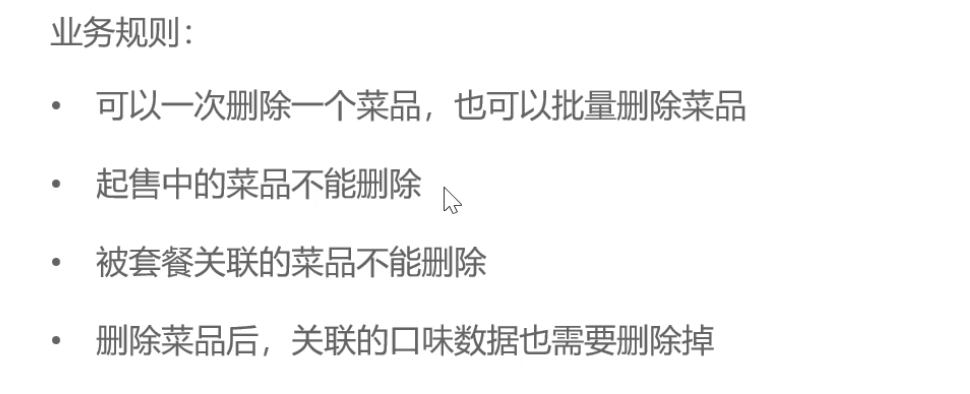 业务规则：
• 可以一次删除一个菜品，也可以批量删除菜品
• 起售中的菜品不能删除
• 被套餐关联的菜品不能删除
• 删除菜品后，关联的口味数据也需要删除掉